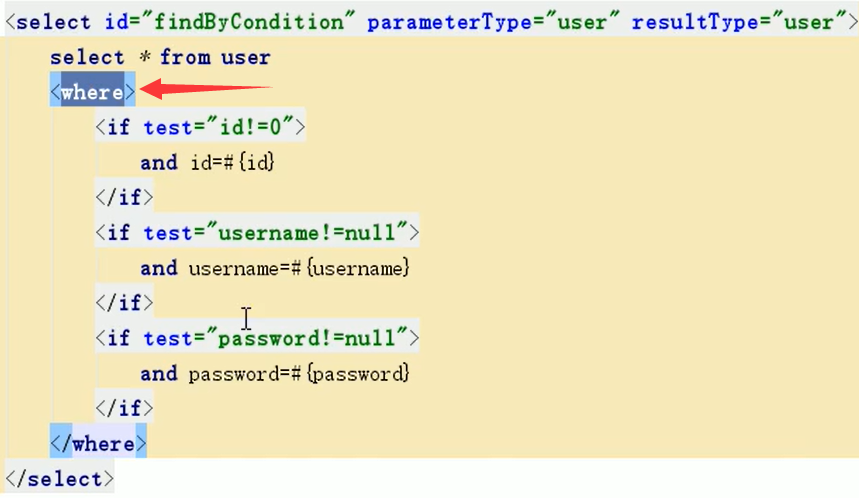 <select id="findByCondition" parameterType="user" resultType="user">
select * from user
<where>
<if test="id!=0">
and id=#{id}
</if>
<if test="username!=null">
and username=#{username}
</if>
<if test="password!=null">
and password=#{password}
</if>
</where>
</select>